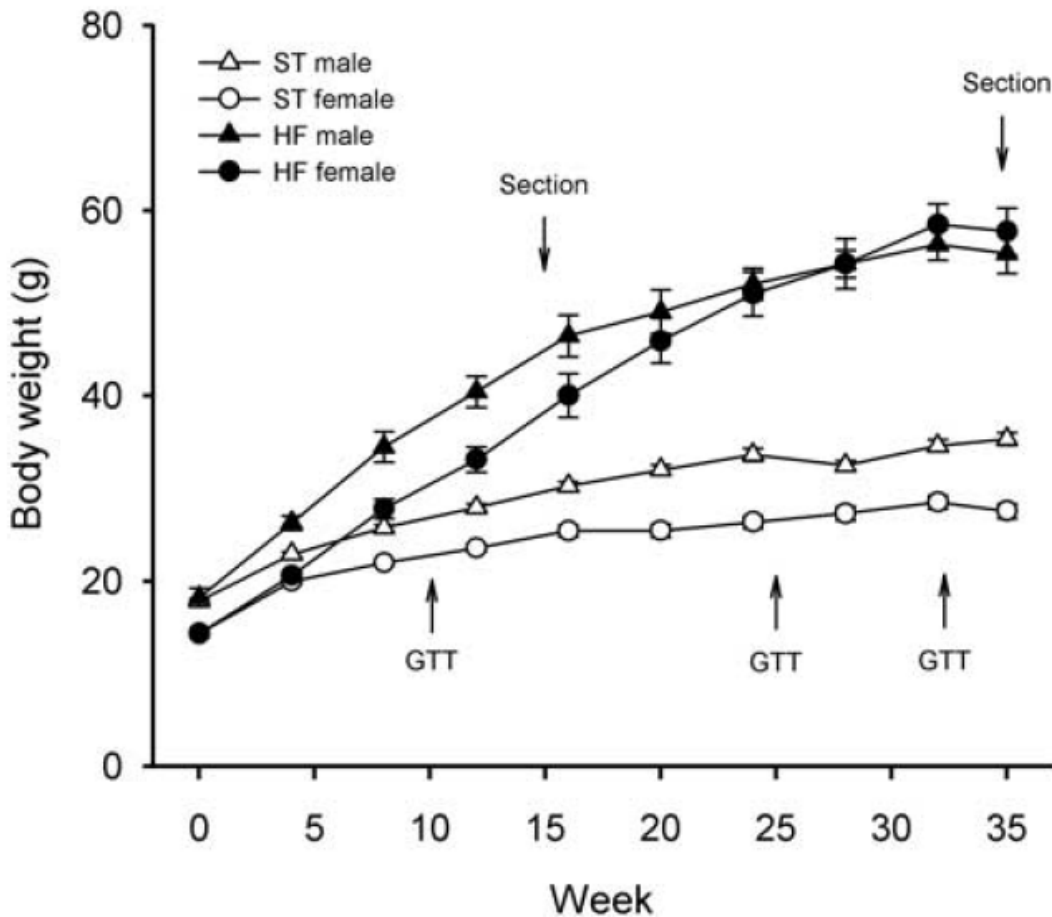 80
60
40
20
0
Body weight (g)
ST male
ST female
HF male
HF female
Section
Section
GTT
GTT
GTT
0 5 10 15 20 25 30 35
Week